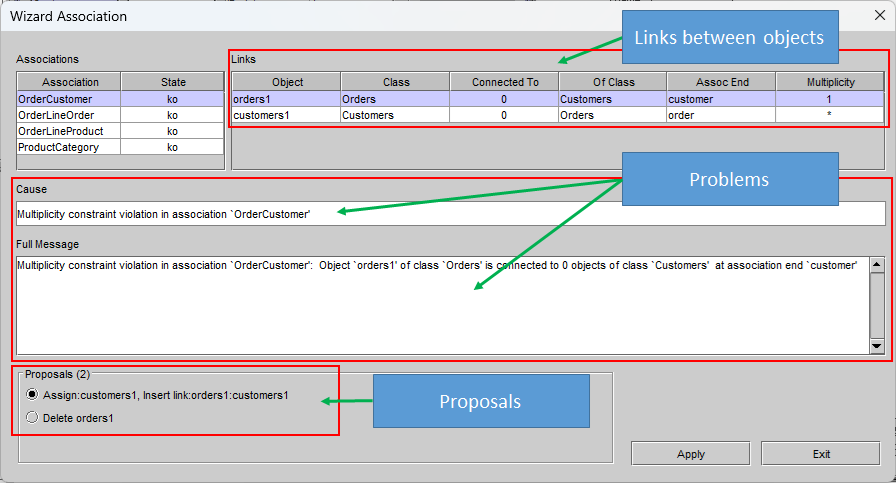 Wizard Association
Links between objects
Associations
Links
Association State
OrderCustomer ko
OrderLineOrder ko
OrderLineProduct ko
ProductCategory ko
Object Class Connected To Of Class Assoc End Multiplicity
orders1 Orders 0 Customers customer 1
customers1 Customers 0 Orders order *
Problems
Cause
Multiplicity constraint violation in association `OrderCustomer'
Full Message
Multiplicity constraint violation in association `OrderCustomer': Object `orders1' of class `Orders' is connected to 0 objects of class `Customers' at association end `customer'
Proposals (2)
Assign:customers1, Insert link:orders1:customers1
Delete orders1
Proposals
Apply
Exit